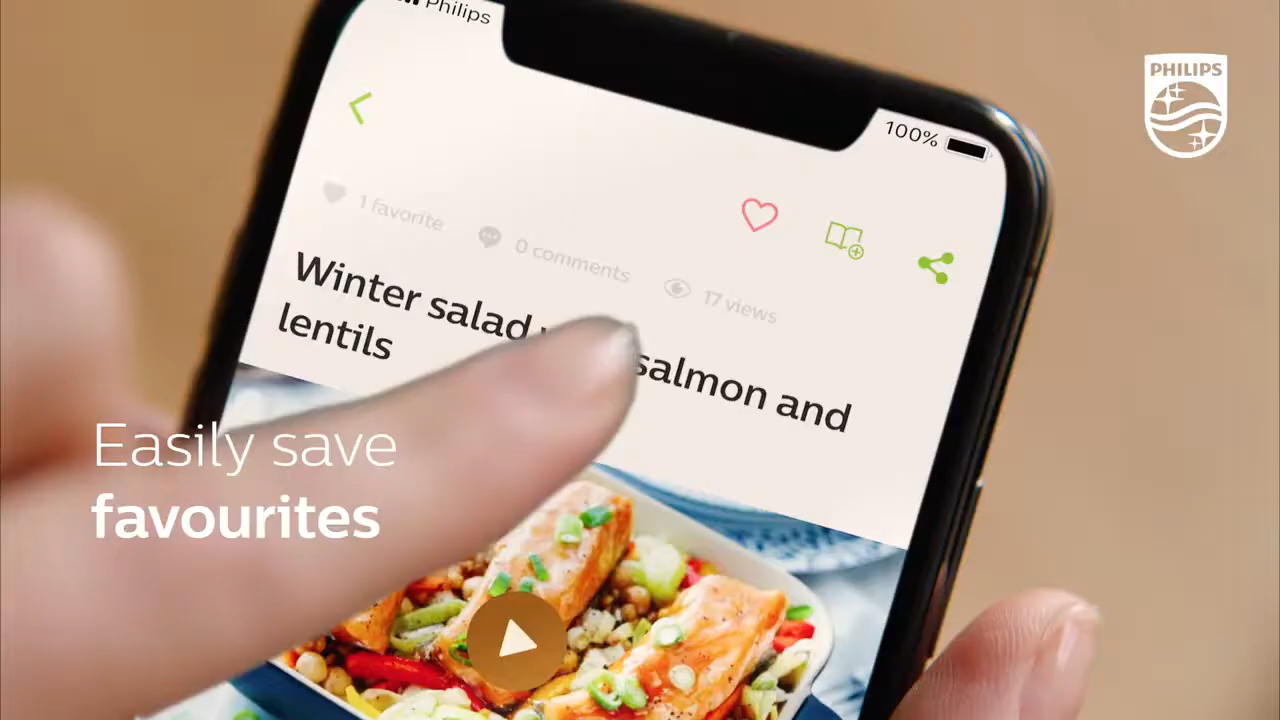 Philips
100%
PHILIPS
1 favorite
0 comments
17 views
Winter salad salmon and
lentils
Easily save
favourites